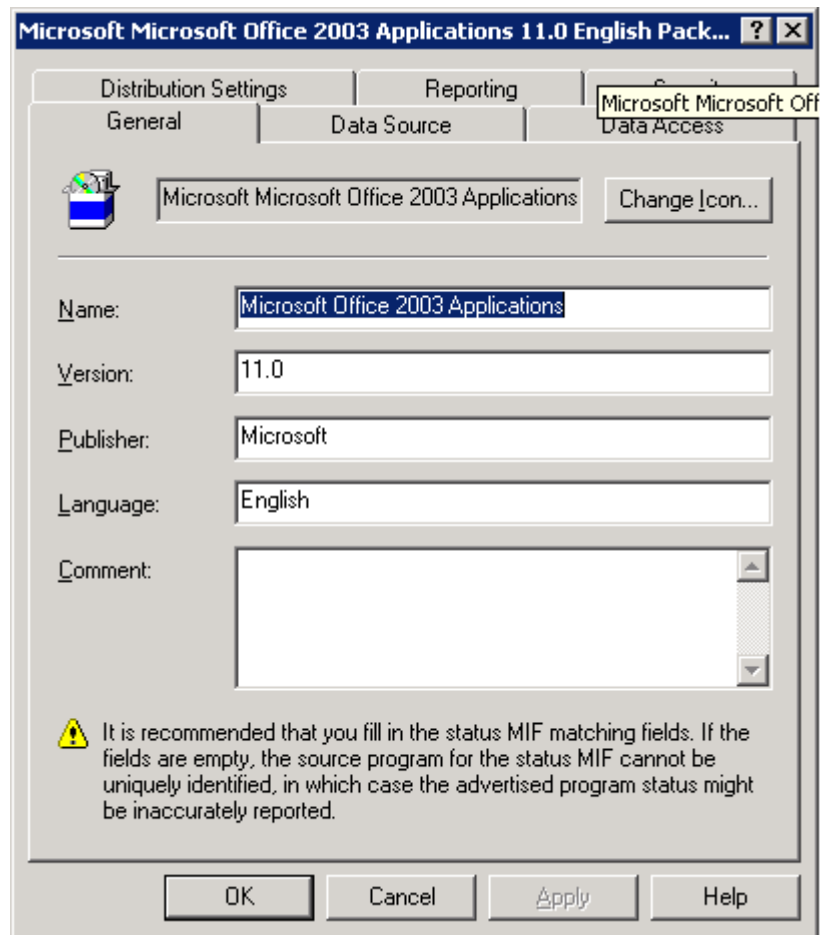 Microsoft Microsoft Office 2003 Applications 11.0 English Pack...
Distribution Settings
Reporting
Microsoft Microsoft Off
General
Data Source
Data Access
Microsoft Microsoft Office 2003 Applications
Change Icon...
Name:
Microsoft Office 2003 Applications
Version:
11.0
Publisher:
Microsoft
Language:
English
Comment:
It is recommended that you fill in the status MIF matching fields. If the
fields are empty, the source program for the status MIF cannot be
uniquely identified, in which case the advertised program status might
be inaccurately reported.
OK
Cancel
Apply
Help